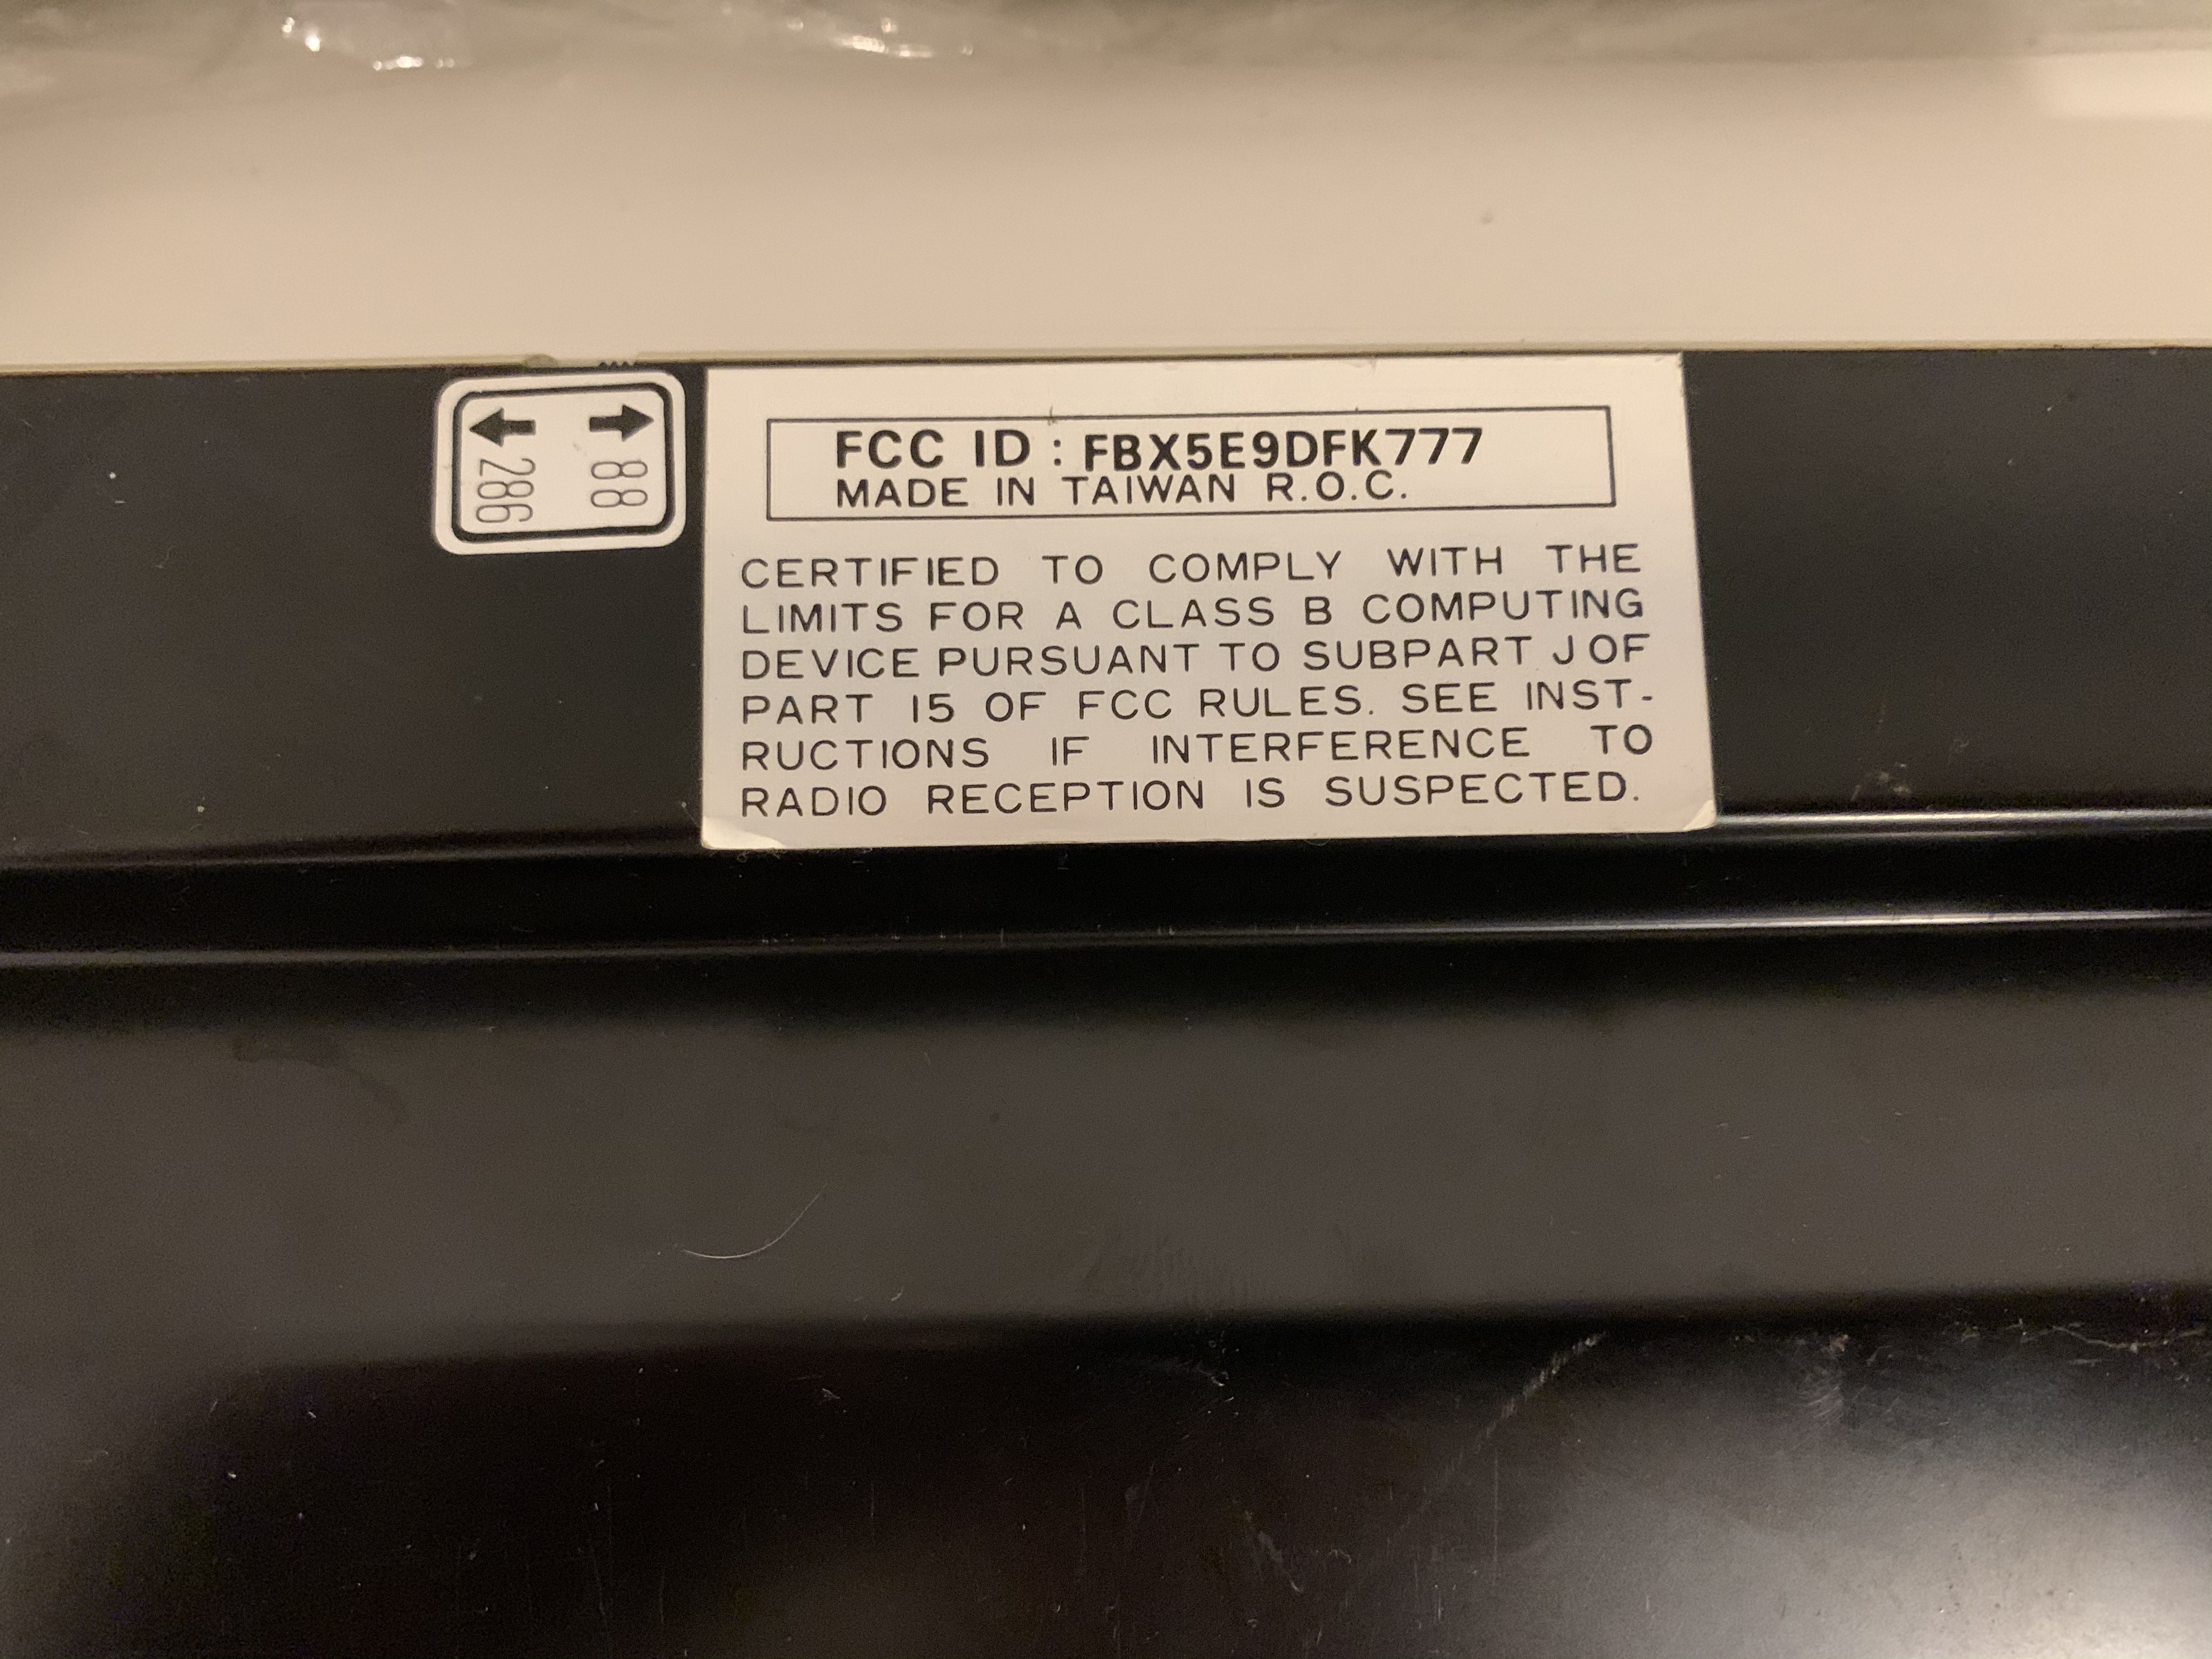 88
286
FCC ID : FBX5E9DFK777
MADE IN TAIWAN R.O.C.
CERTIFIED TO COMPLY WITH THE
LIMITS FOR A CLASS B COMPUTING
DEVICE PURSUANT TO SUBPART J OF
PART 15 OF FCC RULES. SEE INST-
RUCTIONS IF INTERFERENCE TO
RADIO RECEPTION IS SUSPECTED.